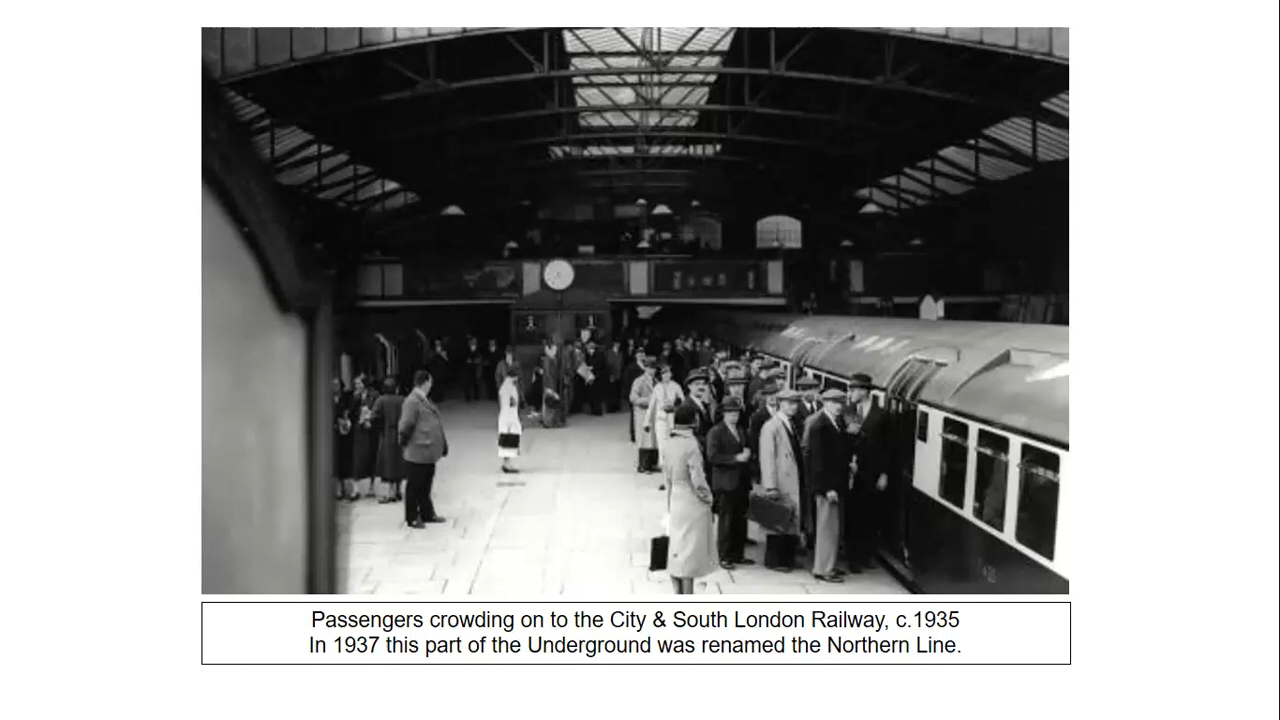 Passengers crowding on to the City & South London Railway, c.1935
In 1937 this part of the Underground was renamed the Northern Line.